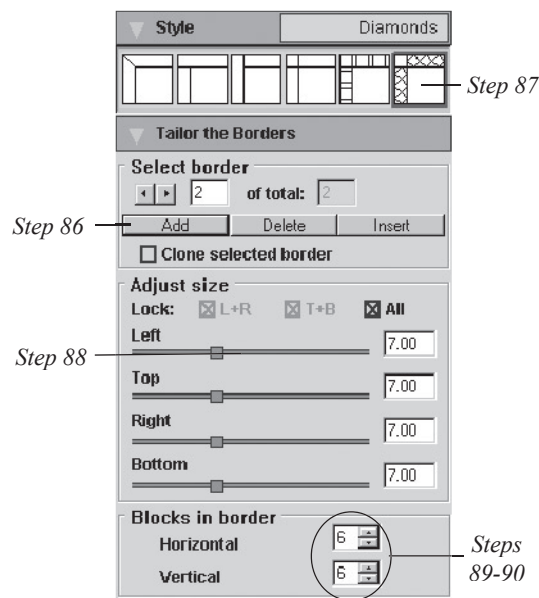 Style Diamonds
Step 87
Tailor the Borders
Select border
2 of total: 2
Step 86
Add Delete Insert
Clone selected border
Adjust size
Lock: L+R T+B All
Left
7.00
Step 88
Top
7.00
Right
7.00
Bottom
7.00
Blocks in border
Horizontal 6
Steps
89-90
Vertical 6